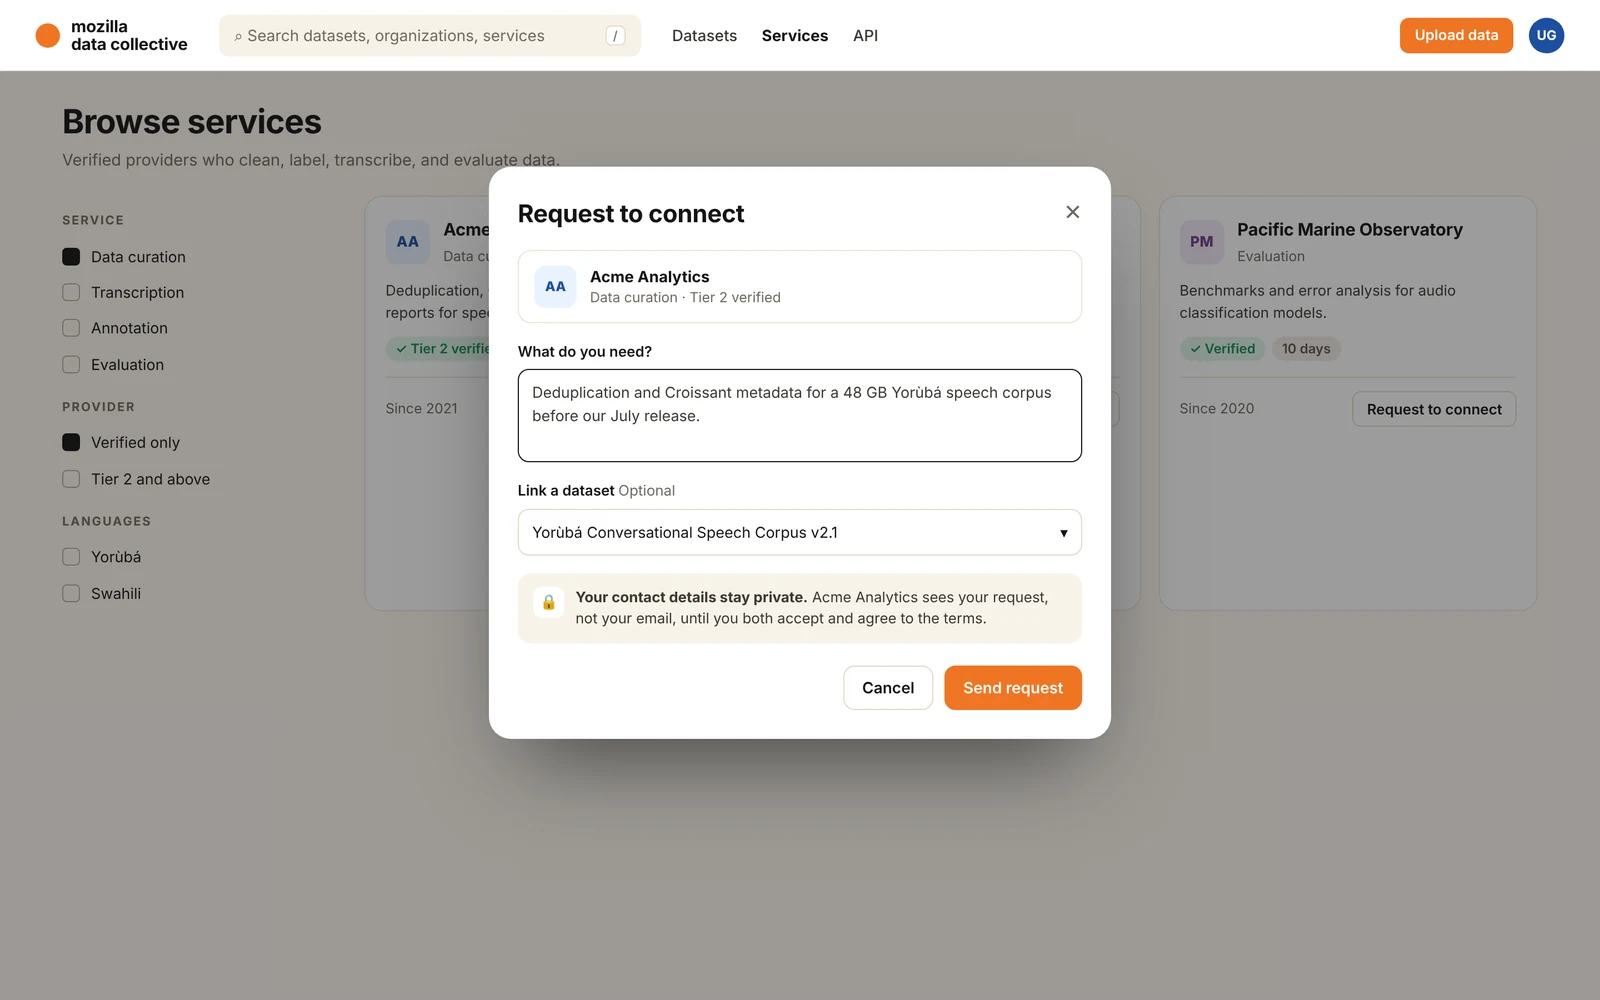 mozilla
data collective
Search datasets, organizations, services
/
Datasets
Services
API
Upload data
UG
Browse services
Verified providers who clean, label, transcribe, and evaluate data.
SERVICE
Data curation
Transcription
Annotation
Evaluation
PROVIDER
Verified only
Tier 2 and above
LANGUAGES
Yorùbá
Swahili
AA
Acme
Data cu
Deduplication,
reports for spee
✓ Tier 2 verifie
Since 2021
Request to connect
✕
AA
Acme Analytics
Data curation · Tier 2 verified
What do you need?
Deduplication and Croissant metadata for a 48 GB Yorùbá speech corpus
before our July release.
Link a dataset Optional
Yorùbá Conversational Speech Corpus v2.1
Your contact details stay private. Acme Analytics sees your request,
not your email, until you both accept and agree to the terms.
Cancel
Send request
PM
Pacific Marine Observatory
Evaluation
Benchmarks and error analysis for audio
classification models.
✓ Verified
10 days
Since 2020
Request to connect